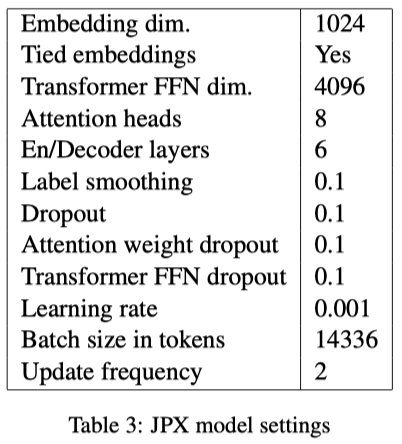 Embedding dim. 1024
Tied embeddings Yes
Transformer FFN dim. 4096
Attention heads 8
En/Decoder layers 6
Label smoothing 0.1
Dropout 0.1
Attention weight dropout 0.1
Transformer FFN dropout 0.1
Learning rate 0.001
Batch size in tokens 14336
Update frequency 2
Table 3: JPX model settings